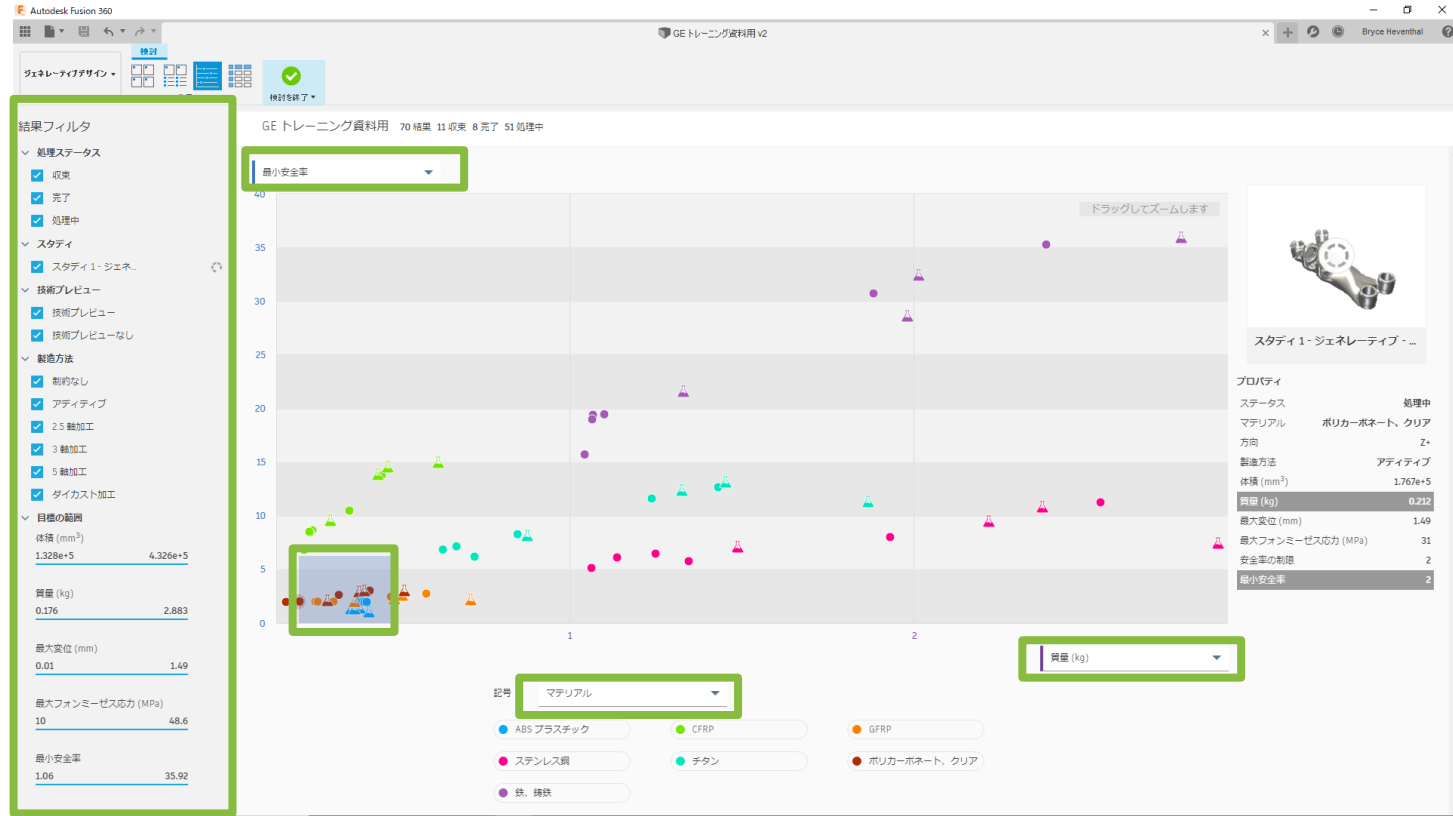 Autodesk Fusion 360
GE トレーニング資料用 v2
Bryce Heventhal
検討
ジェネレーティブデザイン
検討を終了
結果フィルタ
処理ステータス
収束
完了
処理中
スタディ
スタディ 1 - ジェネ...
技術プレビュー
技術プレビュー
技術プレビューなし
製造方法
制約なし
アディティブ
2.5 軸加工
3 軸加工
5 軸加工
ダイカスト加工
目標の範囲
体積 (mm³)
1.328e+5 4.326e+5
質量 (kg)
0.176 2.883
最大変位 (mm)
0.01 1.49
最大フォンミーゼス応力 (MPa)
10 48.6
最小安全率
1.06 35.92
GE トレーニング資料用 70 結果 11 収束 8 完了 51 処理中
最小安全率
ドラッグしてズームします
40
35
30
25
20
15
10
5
0
1 2
質量 (kg)
記号 マテリアル
ABS プラスチック CFRP GFRP
ステンレス鋼 チタン ポリカーボネート、クリア
鉄、鋳鉄
スタディ 1 - ジェネレーティブ - ...
プロパティ
ステータス 処理中
マテリアル ポリカーボネート、クリア
方向 Z+
製造方法 アディティブ
体積 (mm³) 1.767e+5
質量 (kg) 0.212
最大変位 (mm) 1.49
最大フォンミーゼス応力 (MPa) 31
安全率の制限 2
最小安全率 2